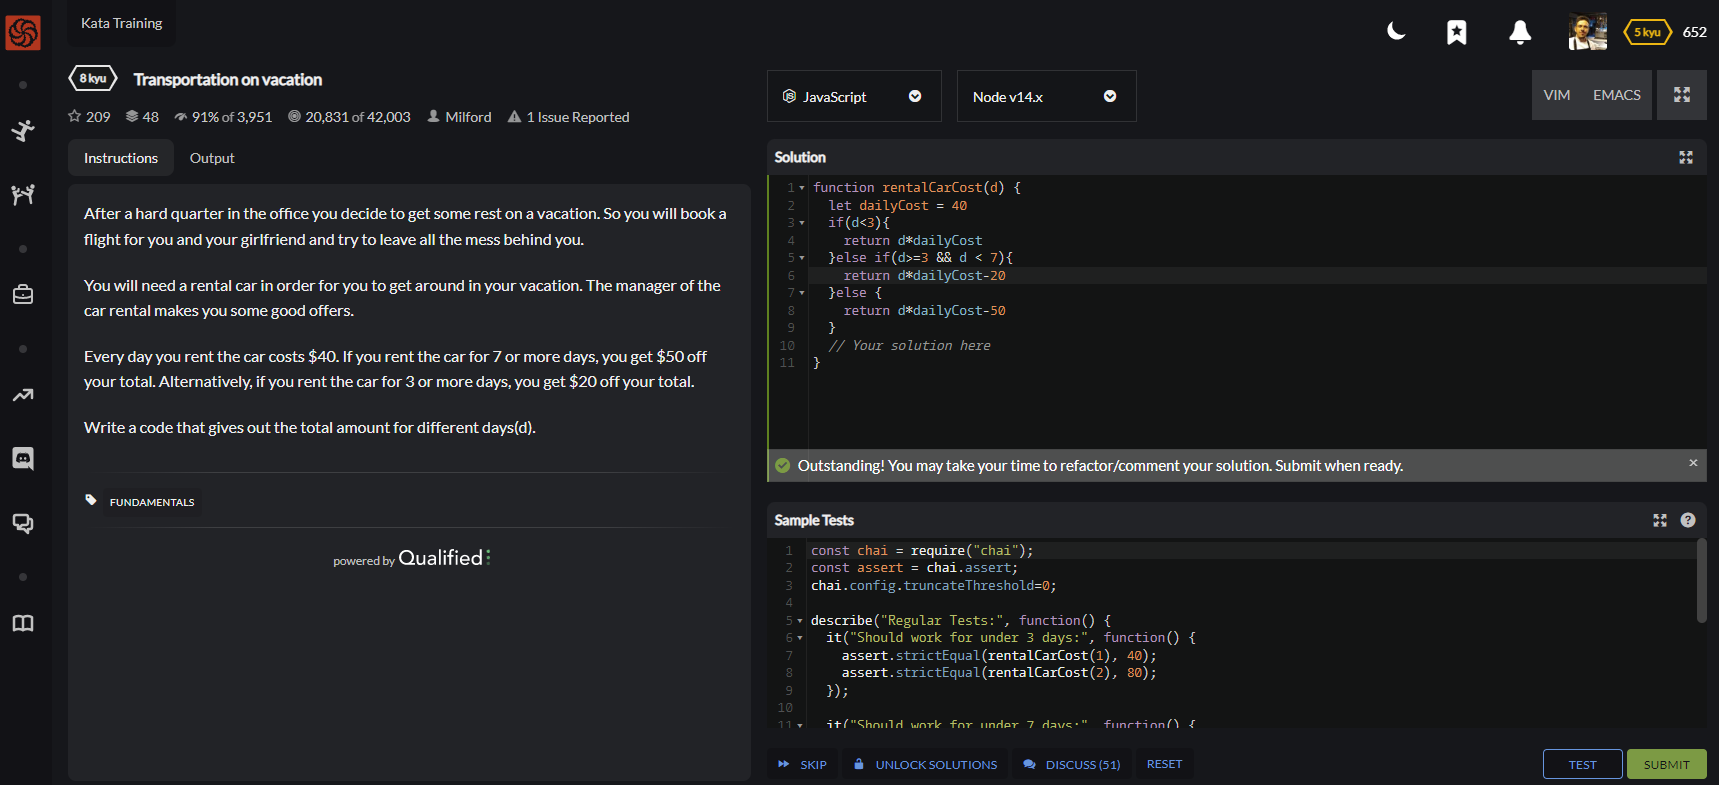 Kata Training
5 kyu
652
8 kyu
Transportation on vacation
209 48 91% of 3,951 20,831 of 42,003 Milford 1 Issue Reported
Instructions Output
After a hard quarter in the office you decide to get some rest on a vacation. So you will book a
flight for you and your girlfriend and try to leave all the mess behind you.
You will need a rental car in order for you to get around in your vacation. The manager of the
car rental makes you some good offers.
Every day you rent the car costs $40. If you rent the car for 7 or more days, you get $50 off
your total. Alternatively, if you rent the car for 3 or more days, you get $20 off your total.
Write a code that gives out the total amount for different days(d).
FUNDAMENTALS
powered by Qualified
JavaScript
Node v14.x
VIM EMACS
Solution
1 function rentalCarCost(d) {
2 let dailyCost = 40
3 if(d<3){
4 return d*dailyCost
5 }else if(d>=3 && d < 7){
6 return d*dailyCost-20
7 }else {
8 return d*dailyCost-50
9 }
10 // Your solution here
11 }
Outstanding! You may take your time to refactor/comment your solution. Submit when ready.
Sample Tests
1 const chai = require("chai");
2 const assert = chai.assert;
3 chai.config.truncateThreshold=0;
4
5 describe("Regular Tests:", function() {
6 it("Should work for under 3 days:", function() {
7 assert.strictEqual(rentalCarCost(1), 40);
8 assert.strictEqual(rentalCarCost(2), 80);
9 });
10
11 it("Should work for under 7 days:", function() {
SKIP UNLOCK SOLUTIONS DISCUSS (51) RESET
TEST SUBMIT